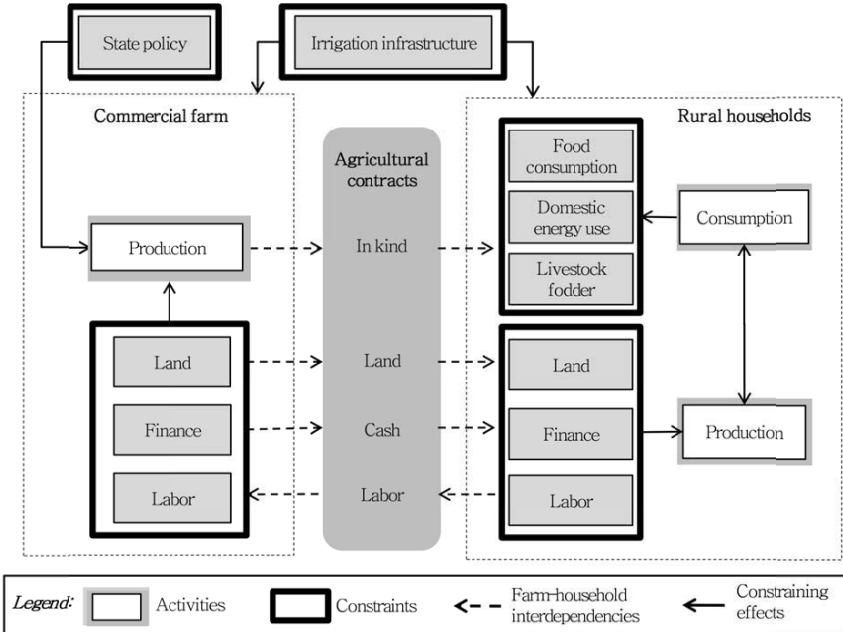 State policy
Irrigation infrastructure
Commercial farm
Rural households
Agricultural
contracts
Food
consumption
Domestic
energy use
Livestock
fodder
Consumption
Production
In kind
Land
Land
Land
Finance
Cash
Finance
Production
Labor
Labor
Labor
Legend:
Activities
Constraints
Farm-household
interdependencies
Constraining
effects